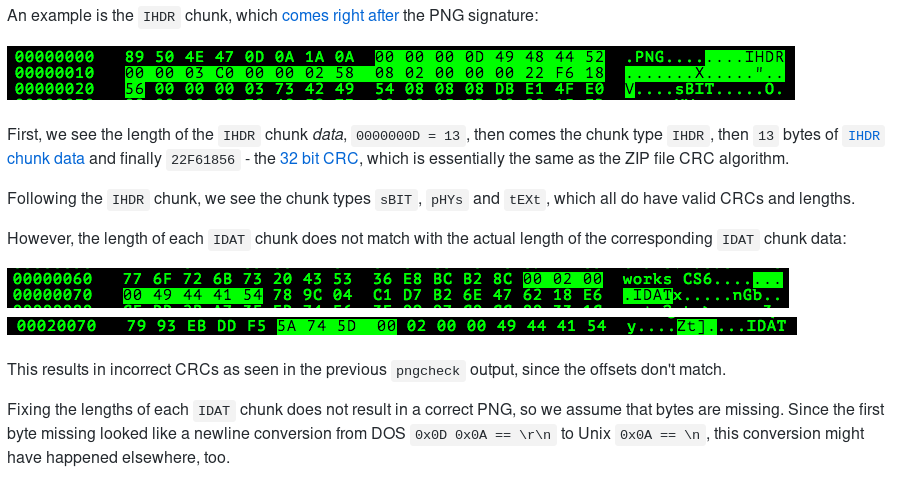 An example is the IHDR chunk, which comes right after the PNG signature:
00000000 89 50 4E 47 0D 0A 1A 0A 00 00 00 0D 49 48 44 52 .PNG........IHDR
00000010 00 00 03 C0 00 00 02 58 08 02 00 00 00 22 F6 18 .......X....."..
00000020 56 00 00 00 03 73 42 49 54 08 08 08 DB E1 4F E0 V....sBIT.....O.
First, we see the length of the IHDR chunk data, 0000000D = 13, then comes the chunk type IHDR, then 13 bytes of IHDR
chunk data and finally 22F61856 - the 32 bit CRC, which is essentially the same as the ZIP file CRC algorithm.
Following the IHDR chunk, we see the chunk types sBIT, pHYs and tEXt, which all do have valid CRCs and lengths.
However, the length of each IDAT chunk does not match with the actual length of the corresponding IDAT chunk data:
00000060 77 6F 72 6B 73 20 43 53 36 E8 BC B2 8C 00 02 00 works CS6.......
00000070 00 49 44 41 54 78 9C 04 C1 D7 B2 6E 47 62 18 E6 .IDATx.....nGb..
00020070 79 93 EB DD F5 5A 74 5D 00 02 00 00 49 44 41 54 y....Zt]....IDAT
This results in incorrect CRCs as seen in the previous pngcheck output, since the offsets don't match.
Fixing the lengths of each IDAT chunk does not result in a correct PNG, so we assume that bytes are missing. Since the first
byte missing looked like a newline conversion from DOS 0x0D 0x0A == \r\n to Unix 0x0A == \n, this conversion might
have happened elsewhere, too.